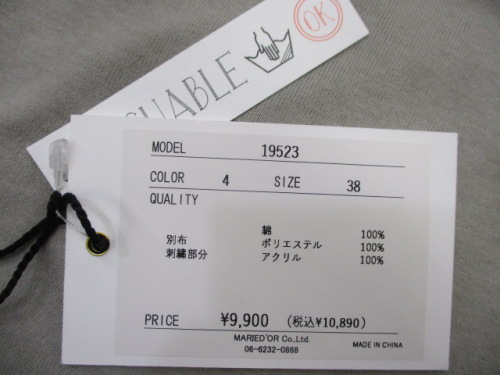 OK
UABLE
MODEL 19523
COLOR 4 SIZE 38
QUALITY
綿 100%
別布 ポリエステル 100%
刺繍部分 アクリル 100%
PRICE ¥9,900 (税込¥10,890)
MARIED'OR Co.,Ltd.
06-6232-0868
MADE IN CHINA